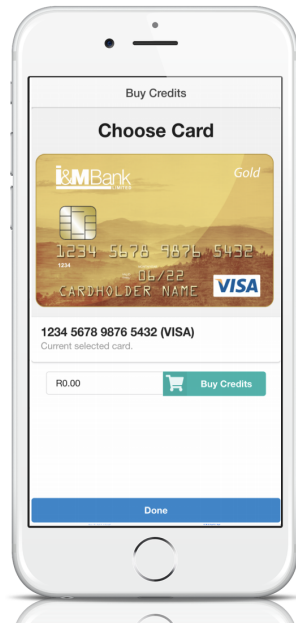 Buy Credits
Choose Card
I&MBank
LIMITED
Gold
1234 5678 9876 5432
1234
06/22
CARDHOLDER NAME
VISA
1234 5678 9876 5432 (VISA)
Current selected card.
R0.00
Buy Credits
Done